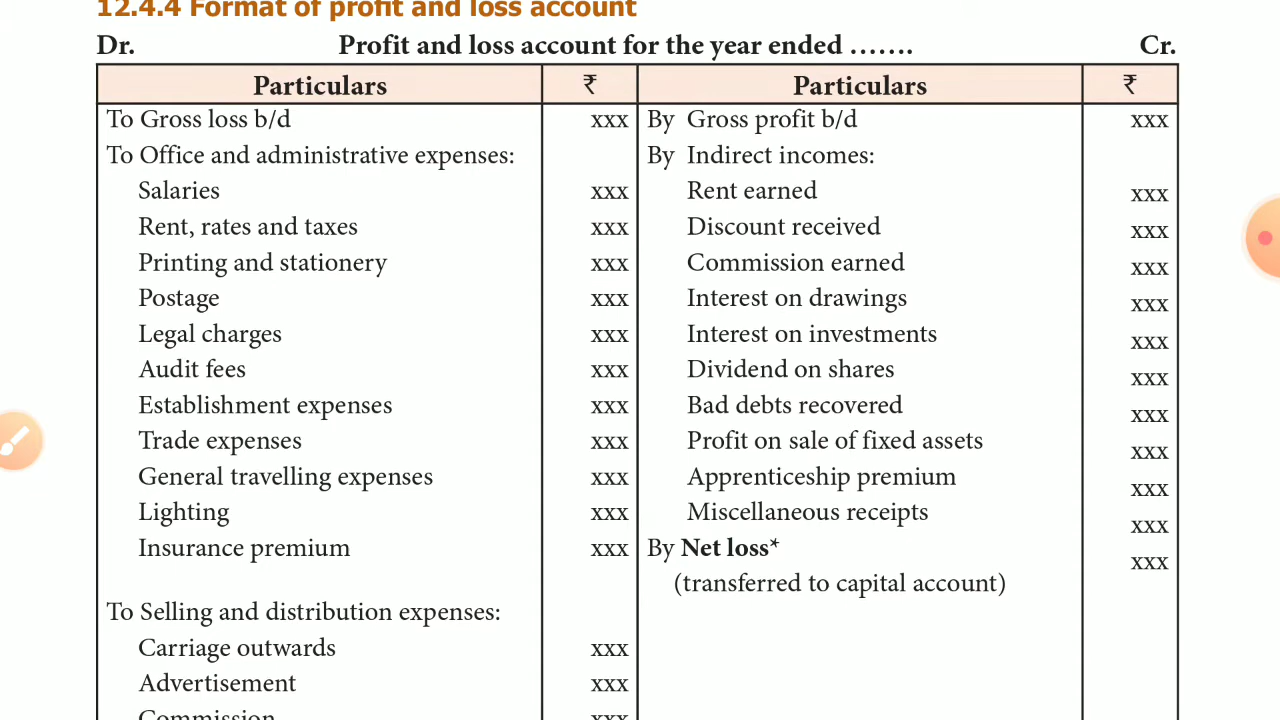 12.4.4 Format of profit and loss account
Dr. Profit and loss account for the year ended ……. Cr.
Particulars ₹ Particulars ₹
To Gross loss b/d xxx By Gross profit b/d xxx
To Office and administrative expenses: By Indirect incomes:
Salaries xxx Rent earned xxx
Rent, rates and taxes xxx Discount received xxx
Printing and stationery xxx Commission earned xxx
Postage xxx Interest on drawings xxx
Legal charges xxx Interest on investments xxx
Audit fees xxx Dividend on shares xxx
Establishment expenses xxx Bad debts recovered xxx
Trade expenses xxx Profit on sale of fixed assets xxx
General travelling expenses xxx Apprenticeship premium xxx
Lighting xxx Miscellaneous receipts xxx
Insurance premium xxx By Net loss* xxx
(transferred to capital account)
To Selling and distribution expenses:
Carriage outwards xxx
Advertisement xxx
Commission xxx